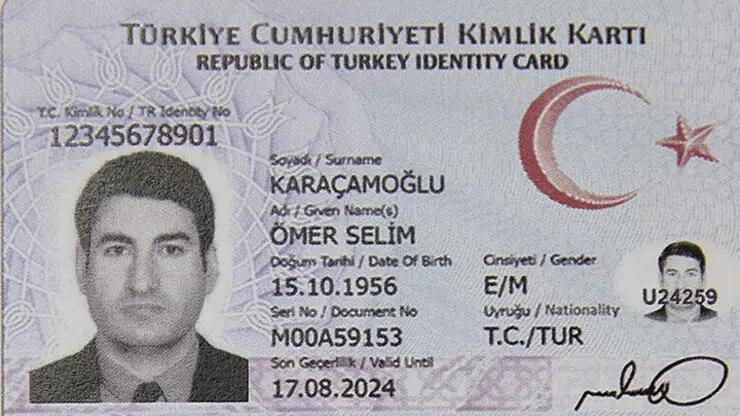 TÜRKİYE CUMHURİYETİ KİMLİK KARTI
REPUBLIC OF TURKEY IDENTITY CARD
T.C. Kimlik No / TR Identity No
12345678901
Soyadı / Surname
KARAÇAMOĞLU
Adı / Given Name(s)
ÖMER SELİM
Doğum Tarihi / Date Of Birth
15.10.1956
Cinsiyeti / Gender
E/M
Seri No / Document No
M00A59153
Uyruğu / Nationality
T.C./TUR
U24259
Son Geçerlilik / Valid Until
17.08.2024